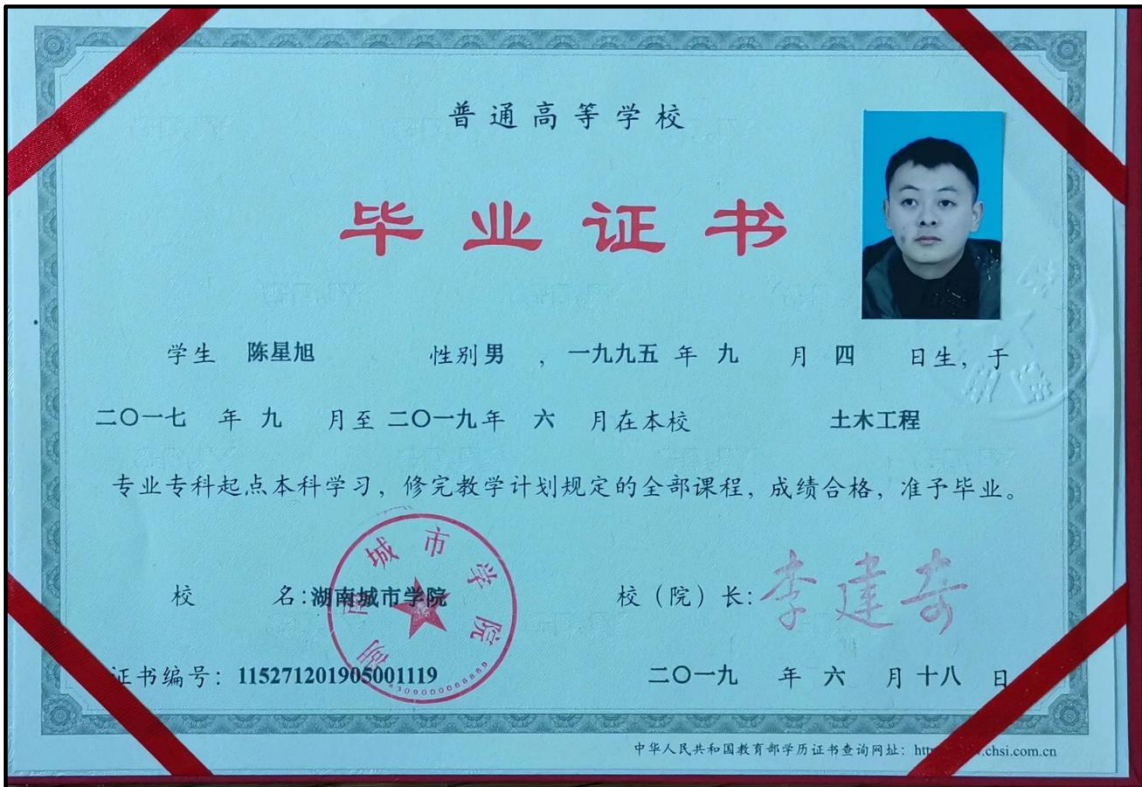 普通高等学校
毕业证书
学生 陈星旭 性别 男 ，一九九五 年 九 月 四 日生，于
二〇一七 年 九 月至 二〇一九 年 六 月在本校 土木工程
专业专科起点本科学习，修完教学计划规定的全部课程，成绩合格，准予毕业。
湖南城市学院
校 名：湖南城市学院 校（院）长：李建奇
证书编号：115271201905001119 二〇一九 年 六 月 十八 日
中华人民共和国教育部学历证书查询网址：http chsi.com.cn